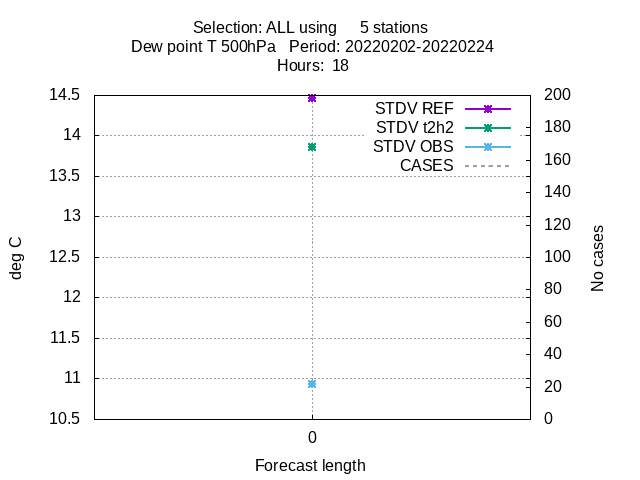 Selection: ALL using     5 stations
Dew point T 500hPa   Period: 20220202-20220224
Hours:  18
STDV REF
STDV t2h2
STDV OBS
CASES
14.5
14
13.5
13
12.5
12
11.5
11
10.5
200
180
160
140
120
100
80
60
40
20
0
deg C
No cases
0
Forecast length